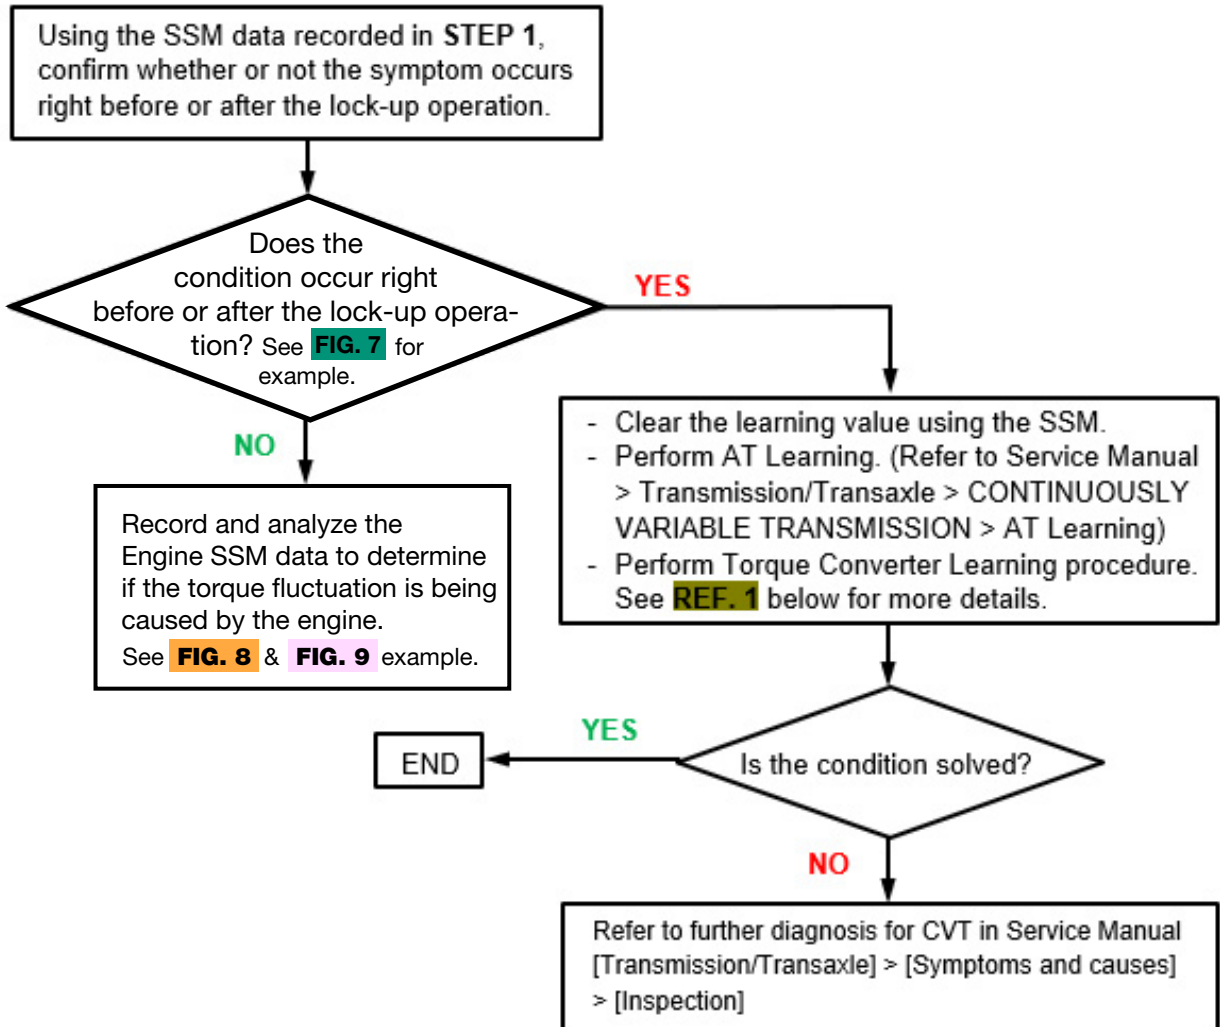 Using the SSM data recorded in STEP 1,
confirm whether or not the symptom occurs
right before or after the lock-up operation.
Does the
condition occur right
before or after the lock-up opera-
tion? See FIG. 7 for
example.
YES
NO
- Clear the learning value using the SSM.
- Perform AT Learning. (Refer to Service Manual
> Transmission/Transaxle > CONTINUOUSLY
VARIABLE TRANSMISSION > AT Learning)
- Perform Torque Converter Learning procedure.
See REF. 1 below for more details.
Record and analyze the
Engine SSM data to determine
if the torque fluctuation is being
caused by the engine.
See FIG. 8 & FIG. 9 example.
YES
END
Is the condition solved?
NO
Refer to further diagnosis for CVT in Service Manual
[Transmission/Transaxle] > [Symptoms and causes]
> [Inspection]